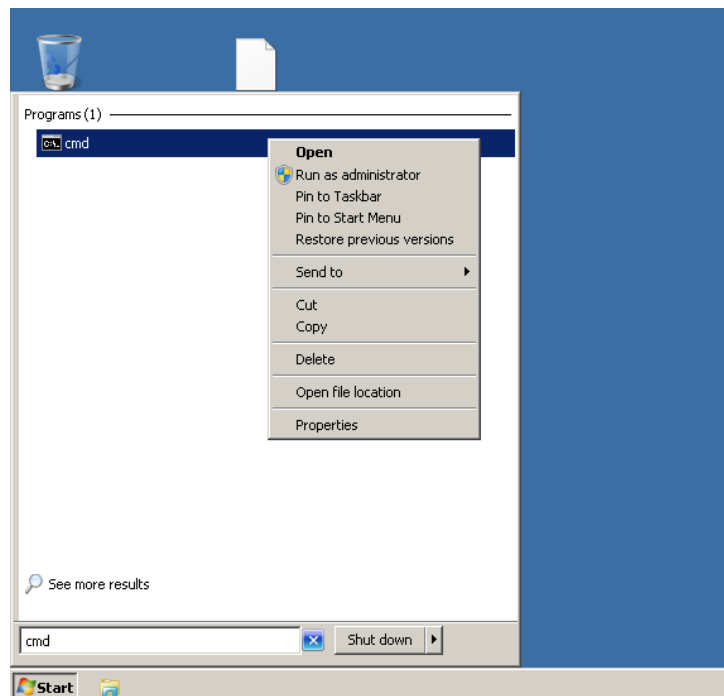 Programs (1)
cmd
Open
Run as administrator
Pin to Taskbar
Pin to Start Menu
Restore previous versions
Send to
Cut
Copy
Delete
Open file location
Properties
See more results
cmd
Shut down
Start